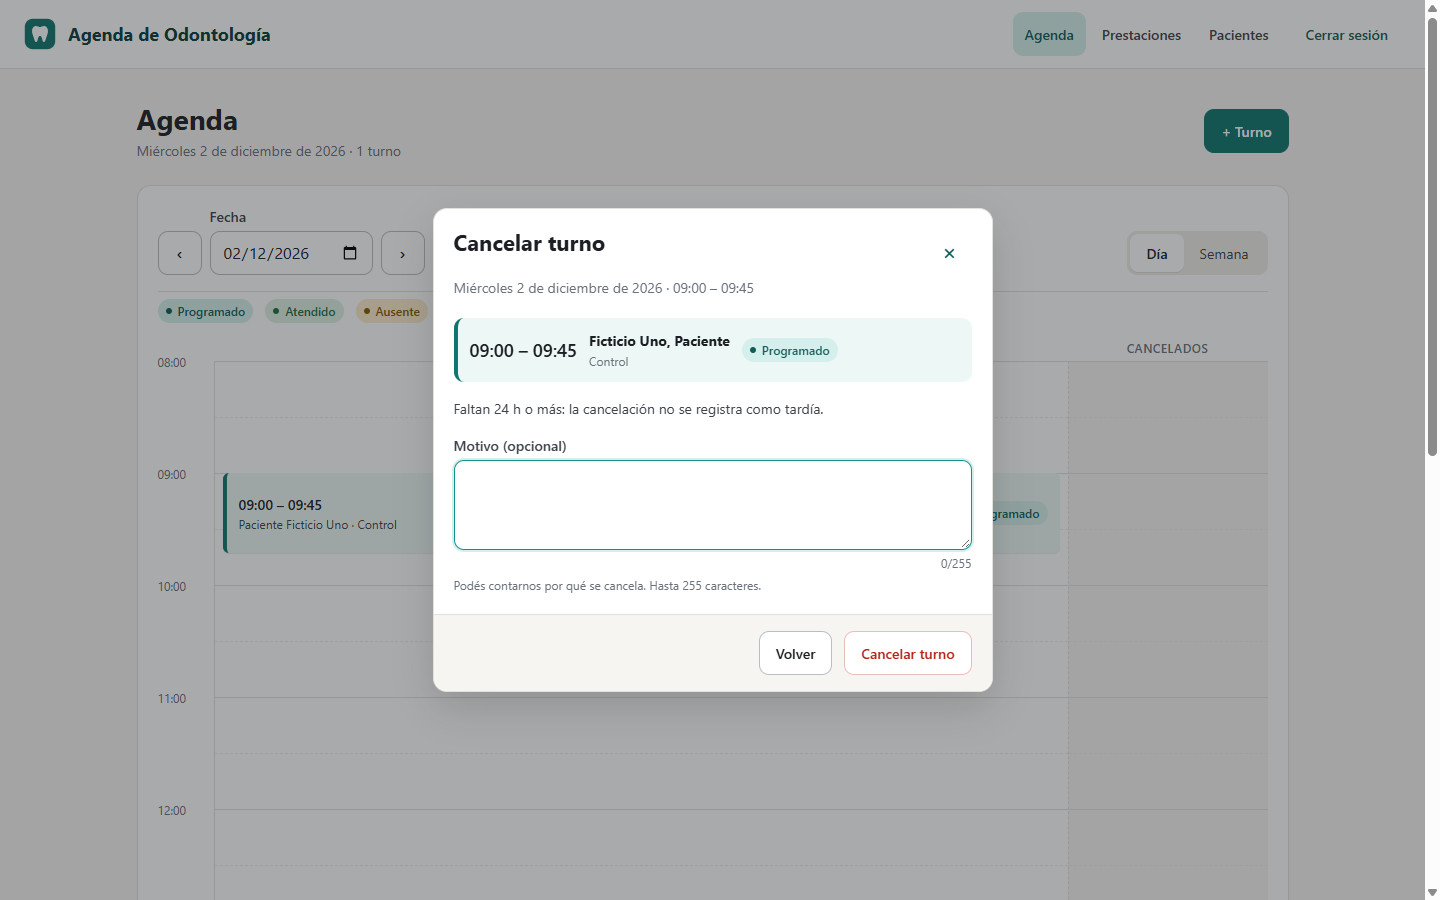 Agenda de Odontología
Agenda
Prestaciones
Pacientes
Cerrar sesión
Agenda
Miércoles 2 de diciembre de 2026 · 1 turno
+ Turno
Fecha
‹
02/12/2026
›
Día
Semana
Programado
Atendido
Ausente
CANCELADOS
08:00
09:00
09:00 – 09:45
Paciente Ficticio Uno · Control
gramado
10:00
11:00
12:00
Cancelar turno
×
Miércoles 2 de diciembre de 2026 · 09:00 – 09:45
09:00 – 09:45
Ficticio Uno, Paciente
Control
Programado
Faltan 24 h o más: la cancelación no se registra como tardía.
Motivo (opcional)
0/255
Podés contarnos por qué se cancela. Hasta 255 caracteres.
Volver
Cancelar turno